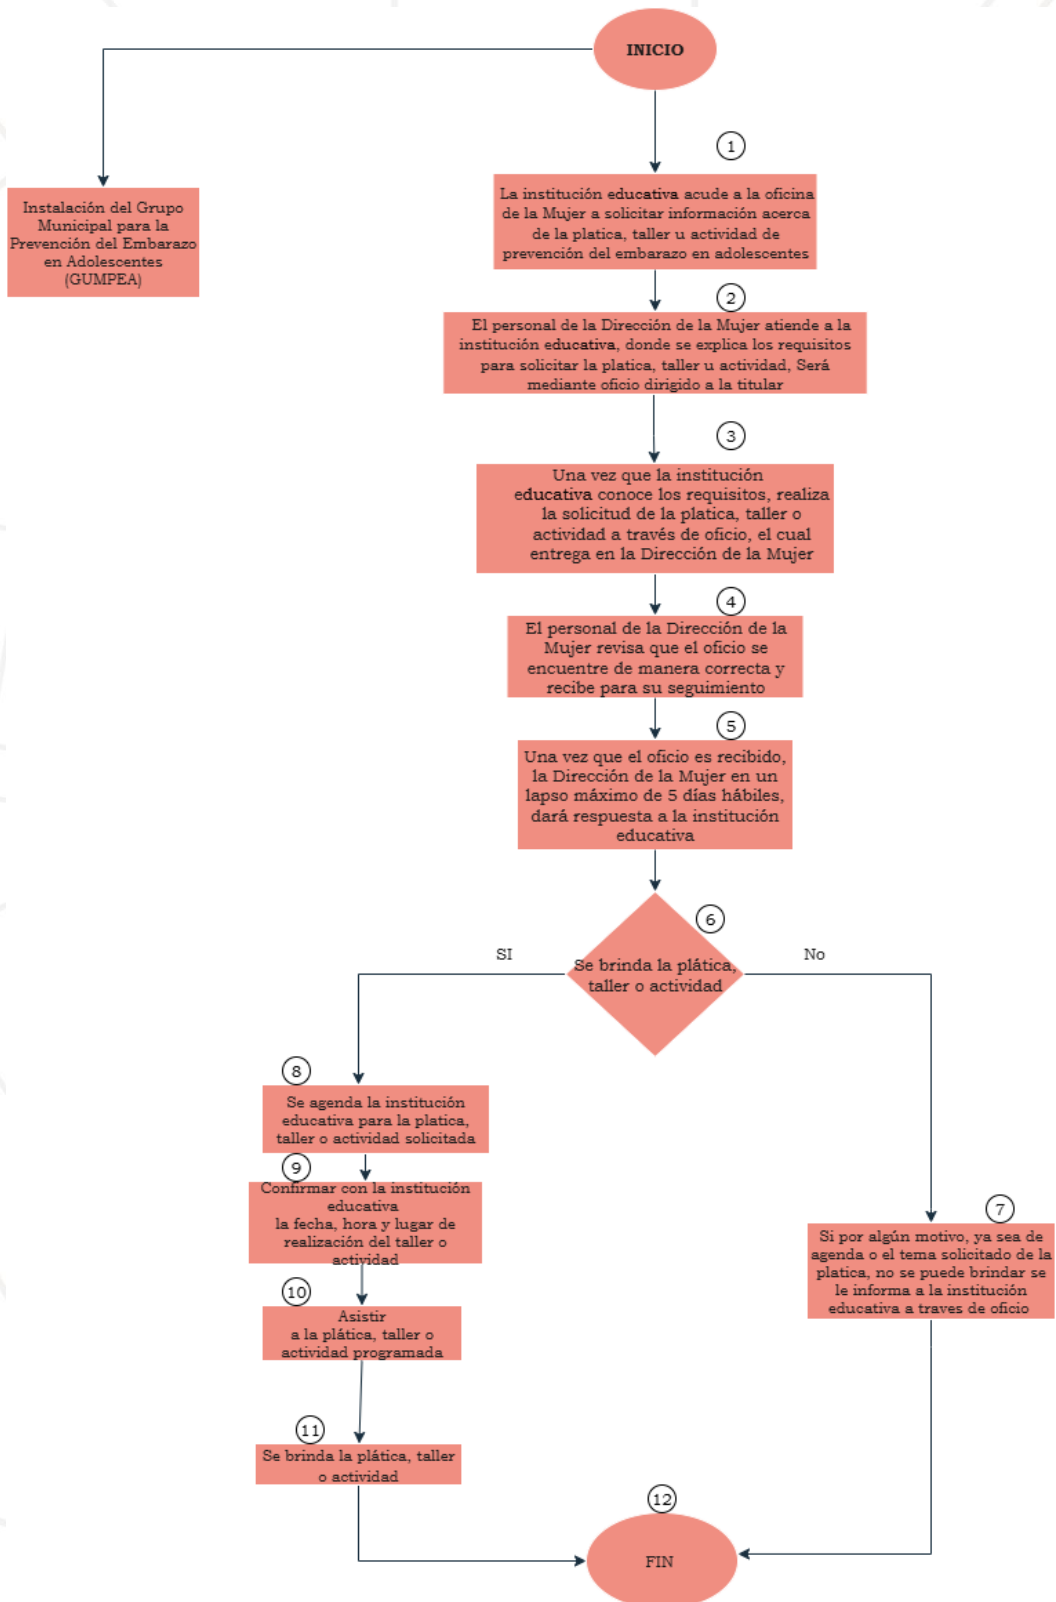 INICIO
Instalación del Grupo
Municipal para la
Prevención del Embarazo
en Adolescentes
(GUMPEA)
1
La institución educativa acude a la oficina
de la Mujer a solicitar información acerca
de la platica, taller u actividad de
prevención del embarazo en adolescentes
2
El personal de la Dirección de la Mujer atiende a la
institución educativa, donde se explica los requisitos
para solicitar la platica, taller u actividad, Será
mediante oficio dirigido a la titular
3
Una vez que la institución
educativa conoce los requisitos, realiza
la solicitud de la platica, taller o
actividad a través de oficio, el cual
entrega en la Dirección de la Mujer
4
El personal de la Dirección de la
Mujer revisa que el oficio se
encuentre de manera correcta y
recibe para su seguimiento
5
Una vez que el oficio es recibido,
la Dirección de la Mujer en un
lapso máximo de 5 días hábiles,
dará respuesta a la institución
educativa
6
Se brinda la plática,
taller o actividad
SI
No
8
Se agenda la institución
educativa para la platica,
taller o actividad solicitada
9
Confirmar con la institución
educativa
la fecha, hora y lugar de
realización del taller o
actividad
7
Si por algún motivo, ya sea de
agenda o el tema solicitado de la
platica, no se puede brindar se
le informa a la institución
educativa a traves de oficio
10
Asistir
a la plática, taller o
actividad programada
11
Se brinda la plática, taller
o actividad
12
FIN